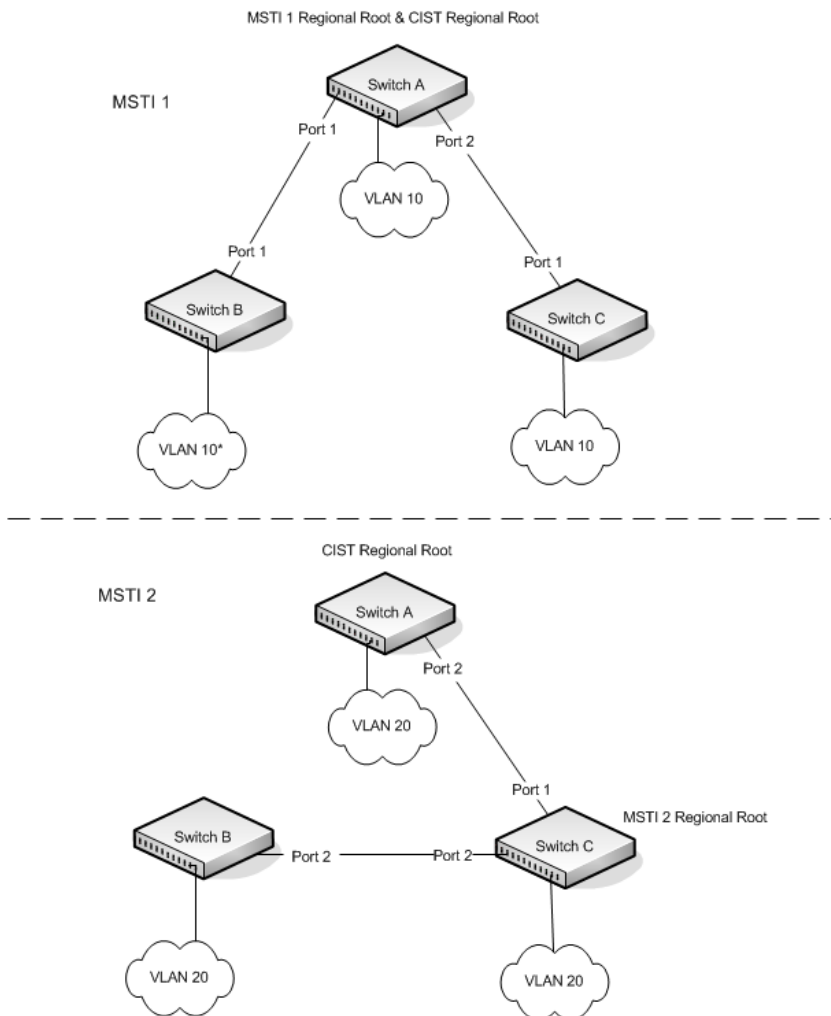 MSTI 1 Regional Root & CIST Regional Root
Switch A
MSTI 1
Port 1
Port 2
VLAN 10
Port 1
Port 1
Switch B
Switch C
VLAN 10*
VLAN 10
CIST Regional Root
MSTI 2
Switch A
Port 2
VLAN 20
Port 1
MSTI 2 Regional Root
Switch B
Switch C
Port 2
Port 2
VLAN 20
VLAN 20